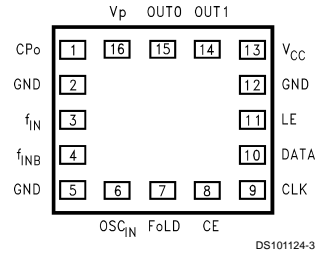 Vp OUT0 OUT1
CPo 1 16 15 14 13 VCC
GND 2 12 GND
fIN 3 11 LE
fINB 4 10 DATA
GND 5 6 7 8 9 CLK
OSCIN FoLD CE
DS101124-3